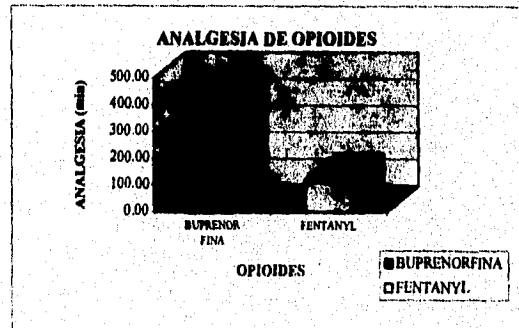 ANALGESIA DE OPIOIDES
ANALGESIA (min)
500.00
400.00
300.00
200.00
100.00
0.00
BUPRENOR
FINA
FENTANYL
OPIOIDES
BUPRENORFINA
FENTANYL